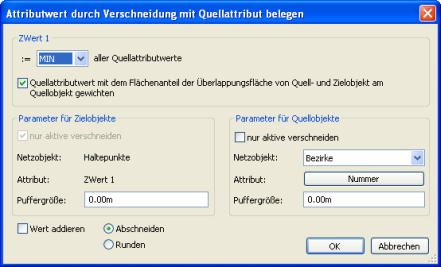 Attributwert durch Verschneidung mit Quellattribut belegen
ZWert 1
:= MIN aller Quellattributwerte
Quellattributwert mit dem Flächenanteil der Überlappungsfläche von Quell- und Zielobjekt am
Quellobjekt gewichten
Parameter für Zielobjekte
nur aktive verschneiden
Netzobjekt: Haltepunkte
Attribut: ZWert 1
Puffergröße: 0.00m
Parameter für Quellobjekte
nur aktive verschneiden
Netzobjekt: Bezirke
Attribut: Nummer
Puffergröße: 0.00m
Wert addieren
Abschneiden
Runden
OK
Abbrechen